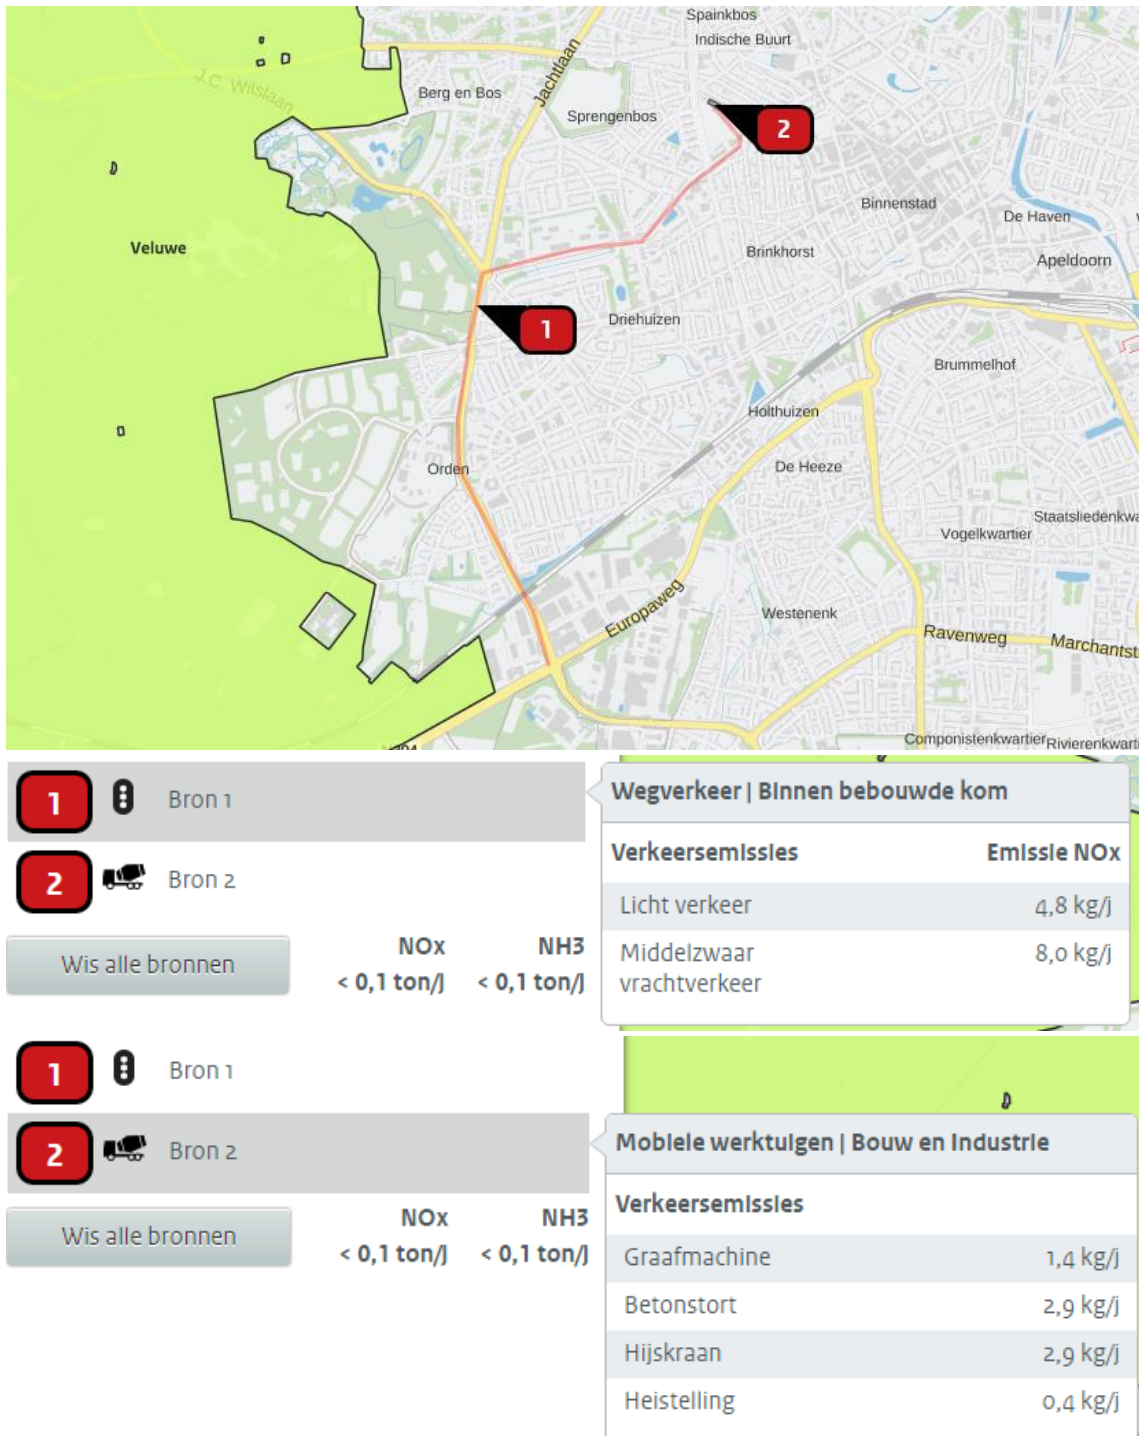 Spainkbos
Indische Buurt
Jachtlaan
J.C. Wilslaan
Berg en Bos
Sprengenbos
2
Binnenstad
De Haven
Veluwe
Brinkhorst
Apeldoorn
1
Driehuizen
Brummelhof
Holthuizen
Orden
De Heeze
Staatsliedenkwa
Vogelkwartier
Europaweg
Westenenk
Ravenweg
Marchantst
Componistenkwartier
Rivierenkwarti
1 Bron 1
2 Bron 2
Wis alle bronnen
NOx NH3
< 0,1 ton/j < 0,1 ton/j
Wegverkeer | Binnen bebouwde kom
Verkeersemissies Emissie NOx
Licht verkeer 4,8 kg/j
Middelzwaar 8,0 kg/j
vrachtverkeer
1 Bron 1
2 Bron 2
Wis alle bronnen
NOx NH3
< 0,1 ton/j < 0,1 ton/j
Mobiele werktuigen | Bouw en Industrie
Verkeersemissies
Graafmachine 1,4 kg/j
Betonstort 2,9 kg/j
Hijskraan 2,9 kg/j
Heistelling 0,4 kg/j